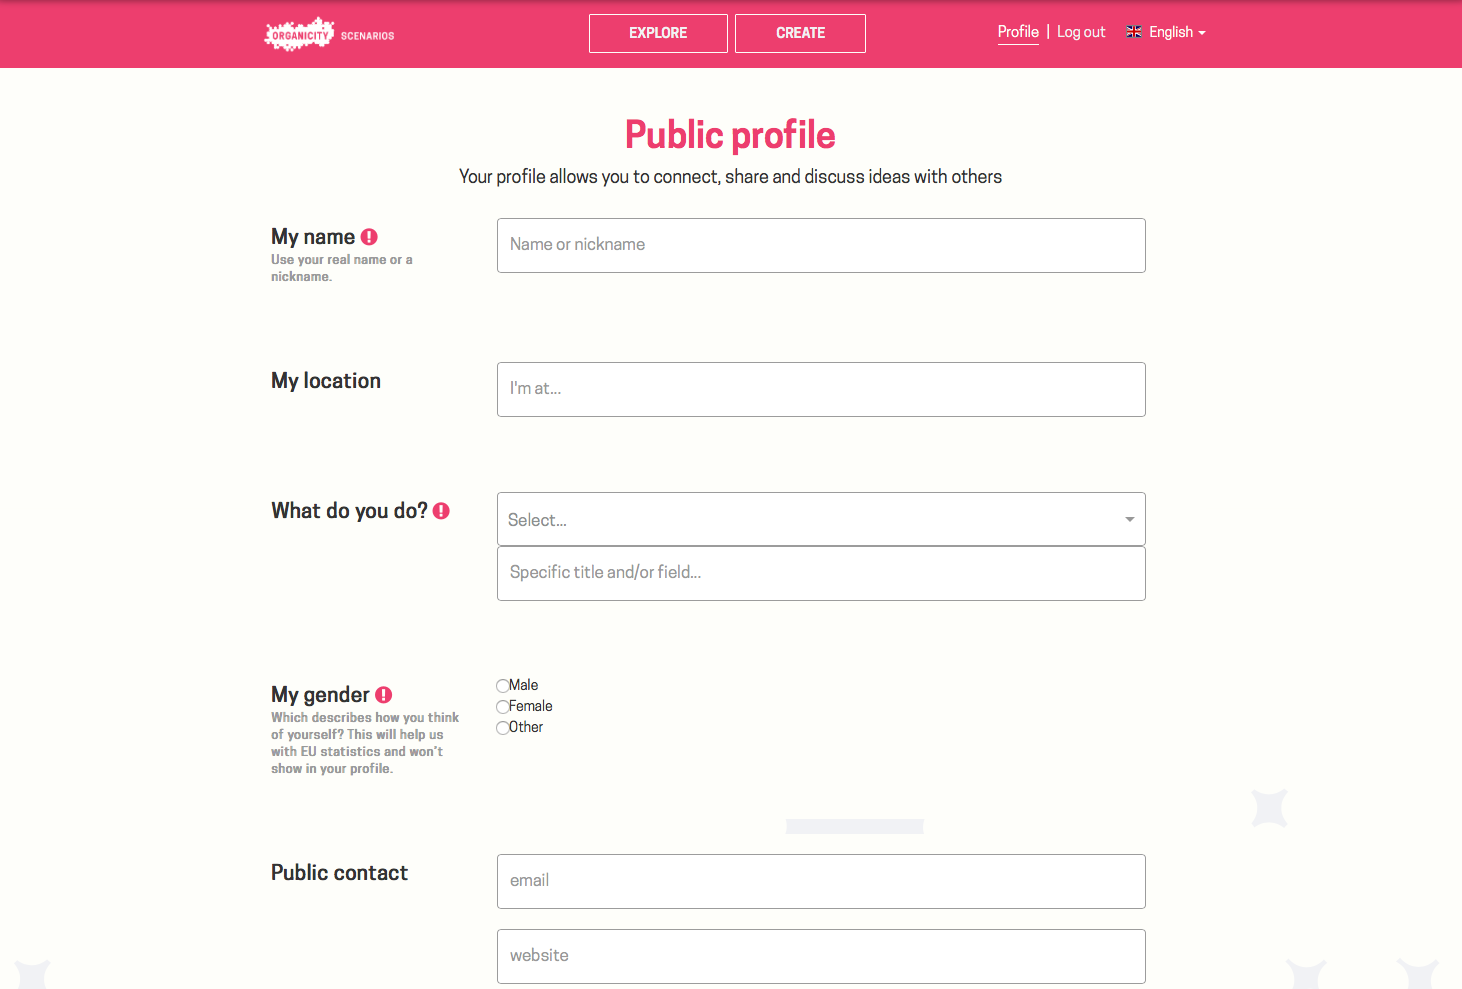 ORGANICITY SCENARIOS
EXPLORE
CREATE
Profile | Log out
English
Public profile
Your profile allows you to connect, share and discuss ideas with others
My name
Use your real name or a
nickname.
Name or nickname
My location
I'm at...
What do you do?
Select...
Specific title and/or field...
My gender
Which describes how you think
of yourself? This will help us
with EU statistics and won't
show in your profile.
Male
Female
Other
Public contact
email
website